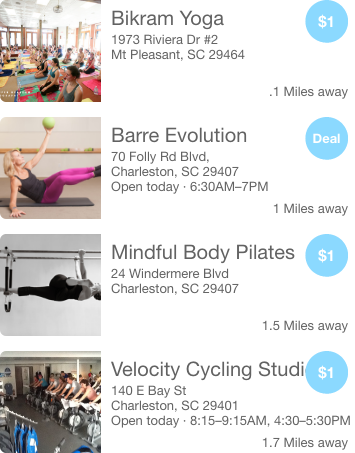 Bikram Yoga
$1
1973 Riviera Dr #2
Mt Pleasant, SC 29464
.1 Miles away
Barre Evolution
Deal
70 Folly Rd Blvd,
Charleston, SC 29407
Open today · 6:30AM–7PM
1 Miles away
Mindful Body Pilates
$1
24 Windermere Blvd
Charleston, SC 29407
1.5 Miles away
Velocity Cycling Studi
$1
140 E Bay St
Charleston, SC 29401
Open today · 8:15–9:15AM, 4:30–5:30PM
1.7 Miles away